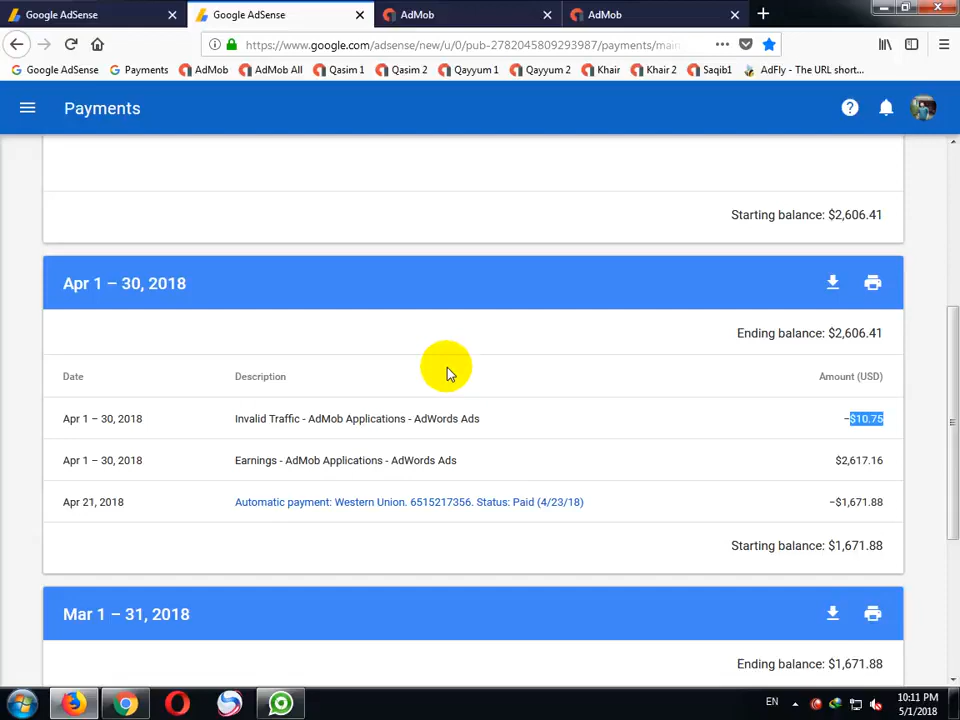 Google AdSense
Google AdSense
AdMob
AdMob
https://www.google.com/adsense/new/u/0/pub-2782045809293987/payments/main
Google AdSense Payments AdMob AdMob All Qasim 1 Qasim 2 Qayyum 1 Qayyum 2 Khair Khair 2 Saqib1 AdFly - The URL short...
Payments
Starting balance: $2,606.41
Apr 1 – 30, 2018
Ending balance: $2,606.41
Date Description Amount (USD)
Apr 1 – 30, 2018 Invalid Traffic - AdMob Applications - AdWords Ads −$10.75
Apr 1 – 30, 2018 Earnings - AdMob Applications - AdWords Ads $2,617.16
Apr 21, 2018 Automatic payment: Western Union. 6515217356. Status: Paid (4/23/18) −$1,671.88
Starting balance: $1,671.88
Mar 1 – 31, 2018
Ending balance: $1,671.88
EN 10:11 PM
5/1/2018